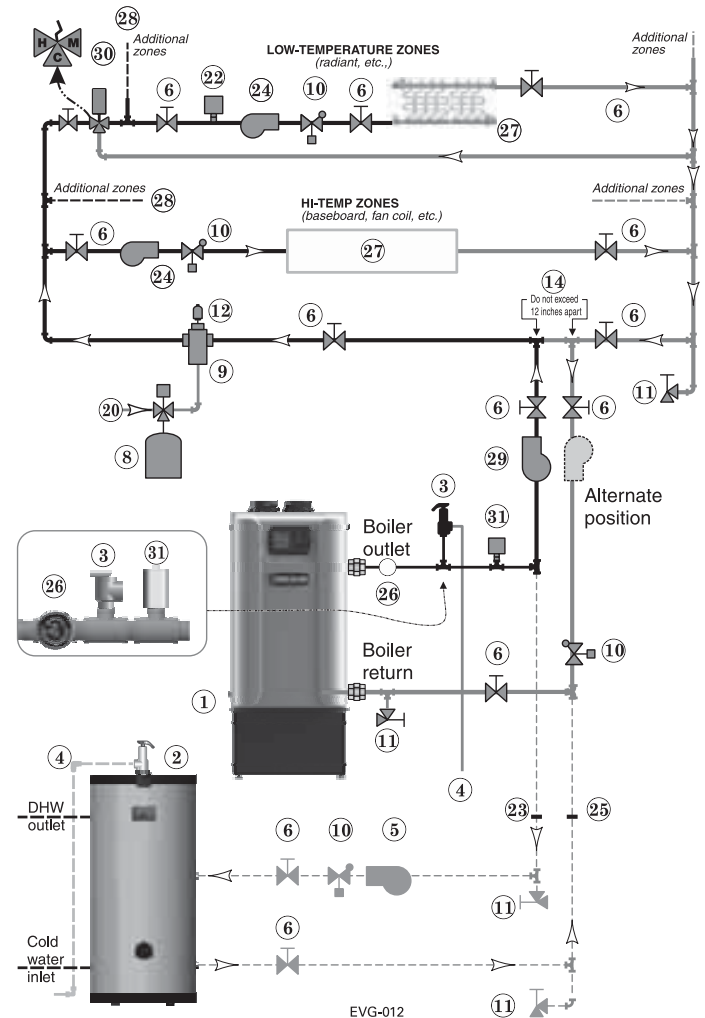 28
H M
C
30
Additional
zones
LOW-TEMPERATURE ZONES
(radiant, etc.,)
Additional
zones
6
22
24
10
6
27
6
Additional zones
28
HI-TEMP ZONES
(baseboard, fan coil, etc.)
Additional zones
6
10
24
27
6
12
6
14
Do not exceed
12 inches apart
6
9
11
20
8
6
6
29
Alternate
position
3
31
Boiler
outlet
26
3
31
26
Boiler
return
6
10
1
11
4
4
2
23
25
DHW
outlet
6
10
5
11
Cold
water
inlet
6
11
EVG-012